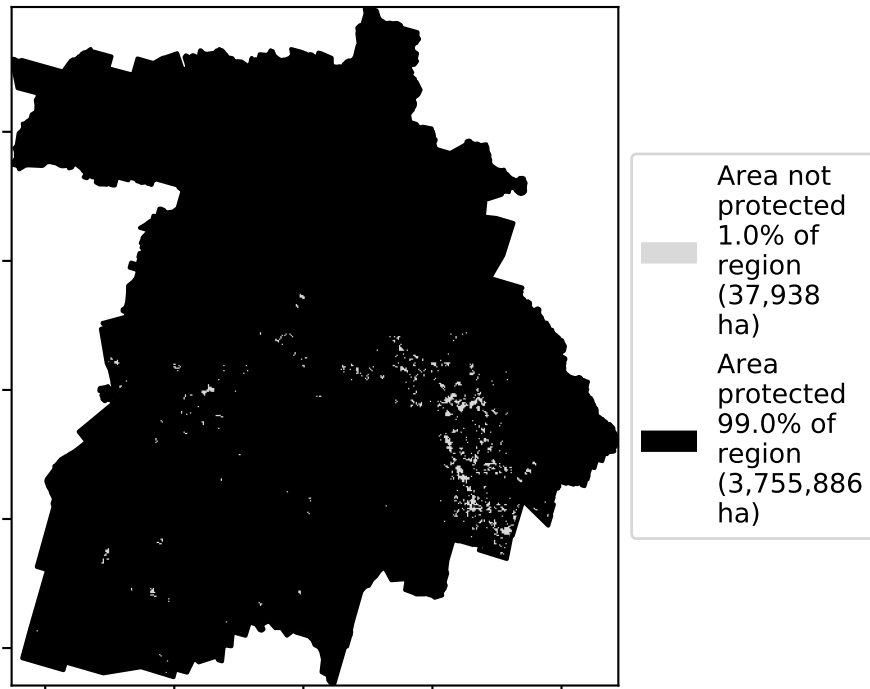 Area not
protected
1.0% of
region
(37,938
ha)
Area
protected
99.0% of
region
(3,755,886
ha)